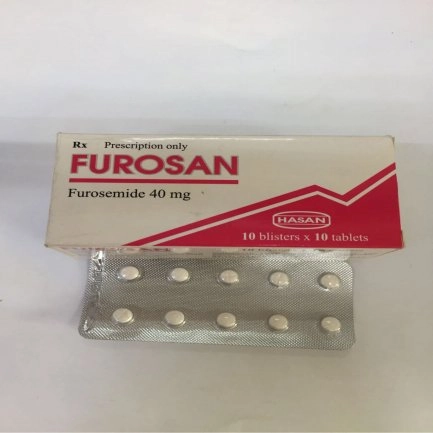 Rx Prescription only
FUROSAN
Furosemide 40 mg
HASAN
10 blisters x 10 tablets